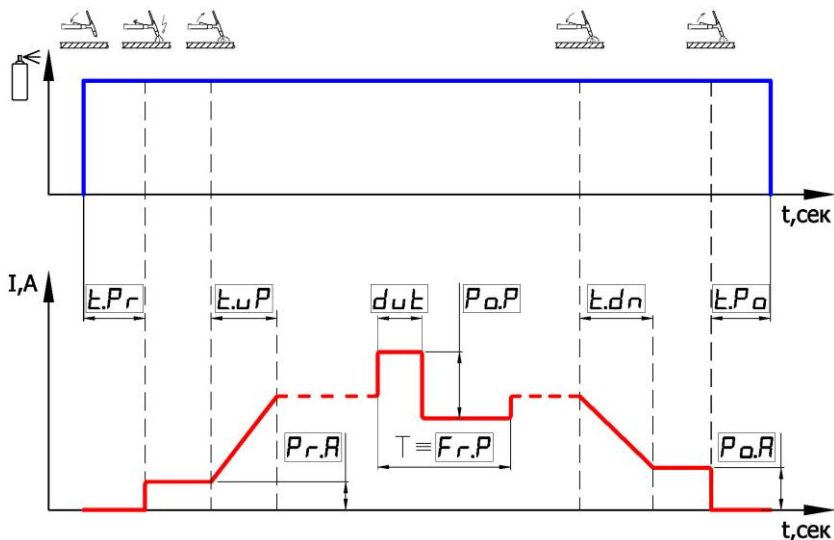 t,сек
I,A
t.Pr
t.uP
dut
Po.P
t.dn
t.Po
Pr.A
T ≡ Fr.P
Po.A
t,сек